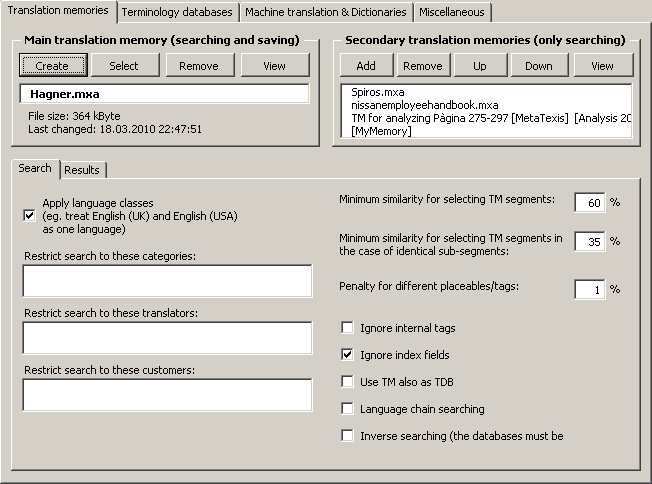 Translation memories
Terminology databases
Machine translation & Dictionaries
Miscellaneous
Main translation memory (searching and saving)
Create
Select
Remove
View
Hagner.mxa
File size: 364 kByte
Last changed: 18.03.2010 22:47:51
Secondary translation memories (only searching)
Add
Remove
Up
Down
View
Spiros.mxa
nissanemployeehandbook.mxa
TM for analyzing Pàgina 275-297 [MetaTexis] [Analysis 20
[MyMemory]
Search
Results
Apply language classes
(eg. treat English (UK) and English (USA)
as one language)
Restrict search to these categories:
Restrict search to these translators:
Restrict search to these customers:
Minimum similarity for selecting TM segments:
60 %
Minimum similarity for selecting TM segments in
the case of identical sub-segments:
35 %
Penalty for different placeables/tags:
1 %
Ignore internal tags
Ignore index fields
Use TM also as TDB
Language chain searching
Inverse searching (the databases must be